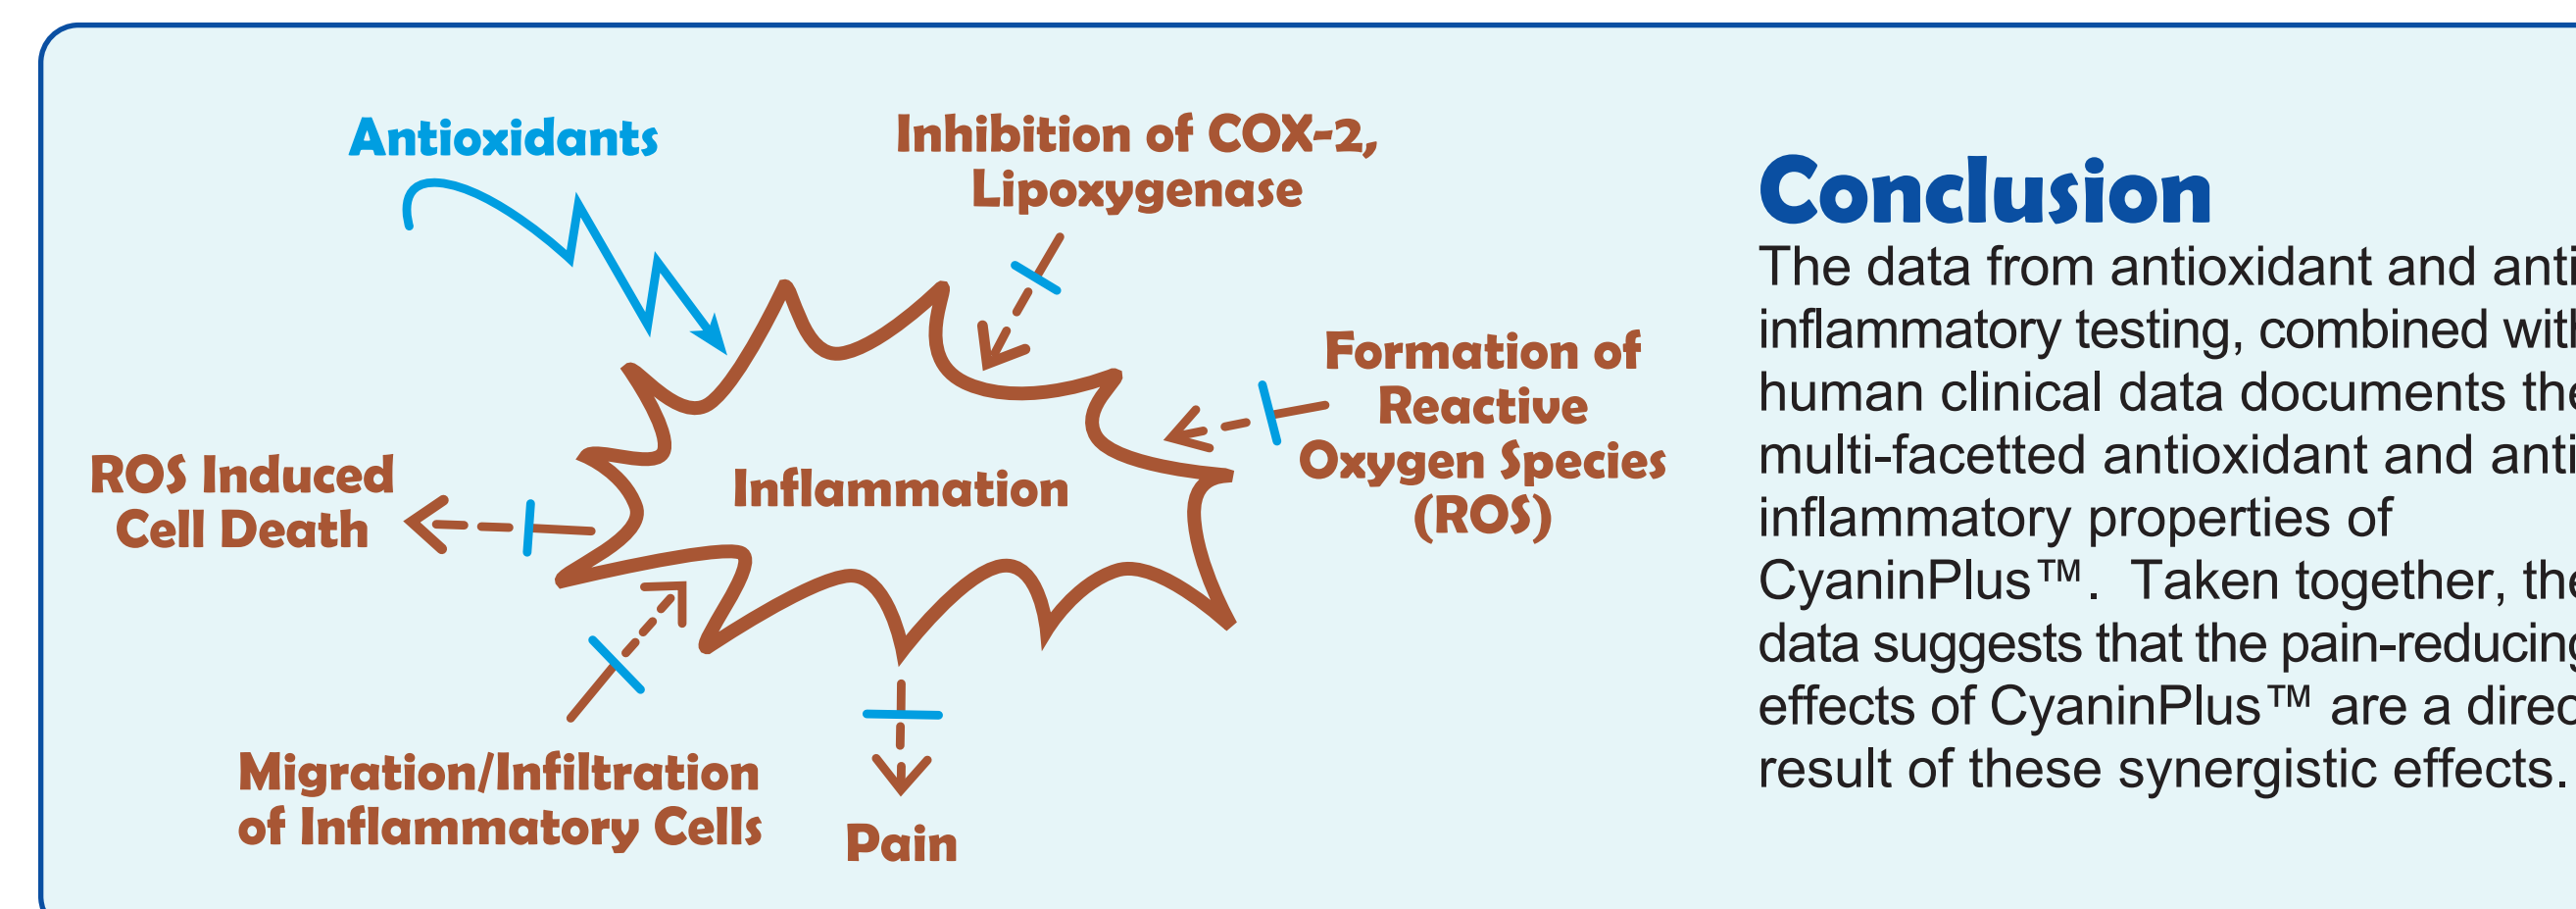 Antioxidants
Inhibition of COX-2,
Lipoxygenase
Formation of
Reactive
Oxygen Species
(ROS)
ROS Induced
Cell Death
Inflammation
Migration/Infiltration
of Inflammatory Cells
Pain
Conclusion
The data from antioxidant and anti
inflammatory testing, combined with
human clinical data documents the
multi-facetted antioxidant and anti
inflammatory properties of
CyaninPlus™. Taken together, the
data suggests that the pain-reducing
effects of CyaninPlus™ are a direc
result of these synergistic effects.